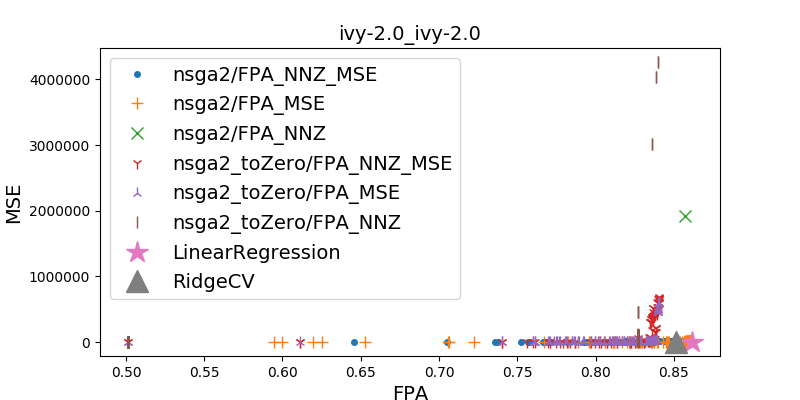 ivy-2.0_ivy-2.0
nsga2/FPA_NNZ_MSE
nsga2/FPA_MSE
nsga2/FPA_NNZ
nsga2_toZero/FPA_NNZ_MSE
nsga2_toZero/FPA_MSE
nsga2_toZero/FPA_NNZ
LinearRegression
RidgeCV
MSE
4000000
3000000
2000000
1000000
0
0.50 0.55 0.60 0.65 0.70 0.75 0.80 0.85
FPA